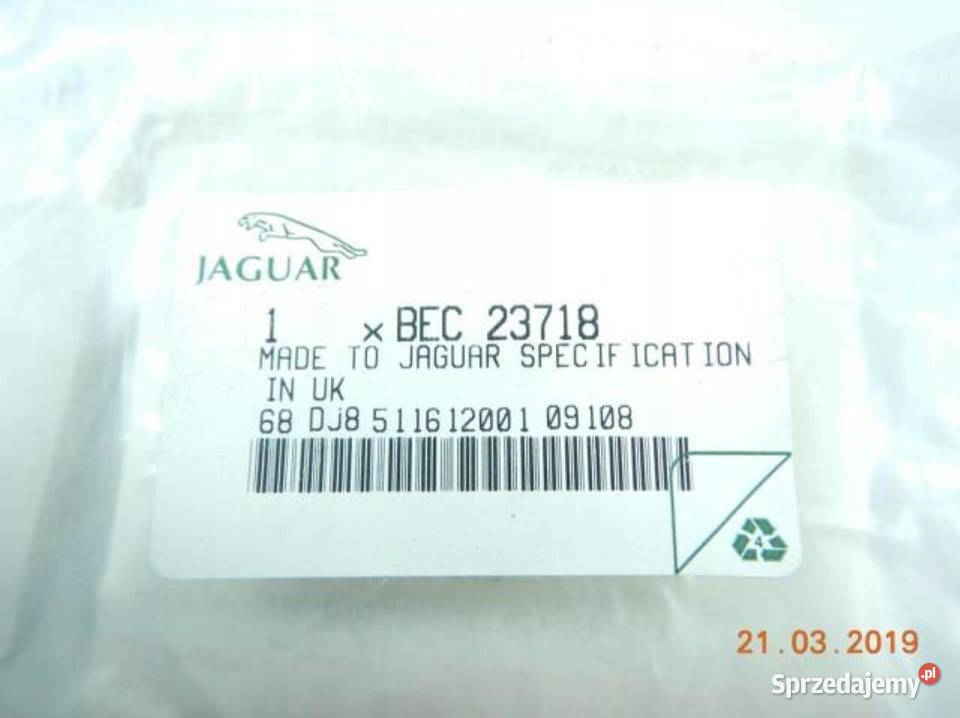 JAGUAR
1 x BEC 23718
MADE TO JAGUAR SPECIFICATION
IN UK
68 DJ8 511612001 09108
4
21.03.2019
Sprzedajemy.pl